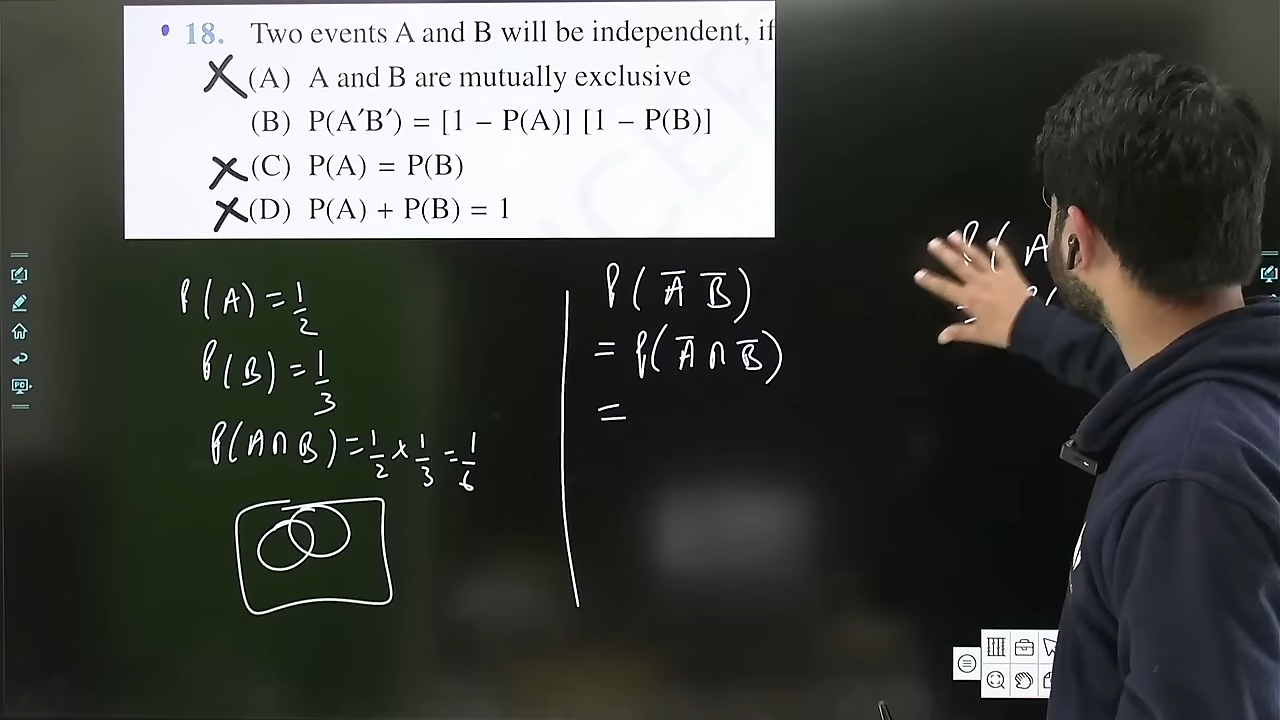 18. Two events A and B will be independent, if
(A) A and B are mutually exclusive
(B) P(A′B′) = [1 – P(A)] [1 – P(B)]
(C) P(A) = P(B)
(D) P(A) + P(B) = 1
P(A) = 1/2
P(B) = 1/3
P(A∩B) = 1/2 × 1/3 = 1/6
P(A̅ B̅)
= P(A̅ ∩ B̅)
=
P(A